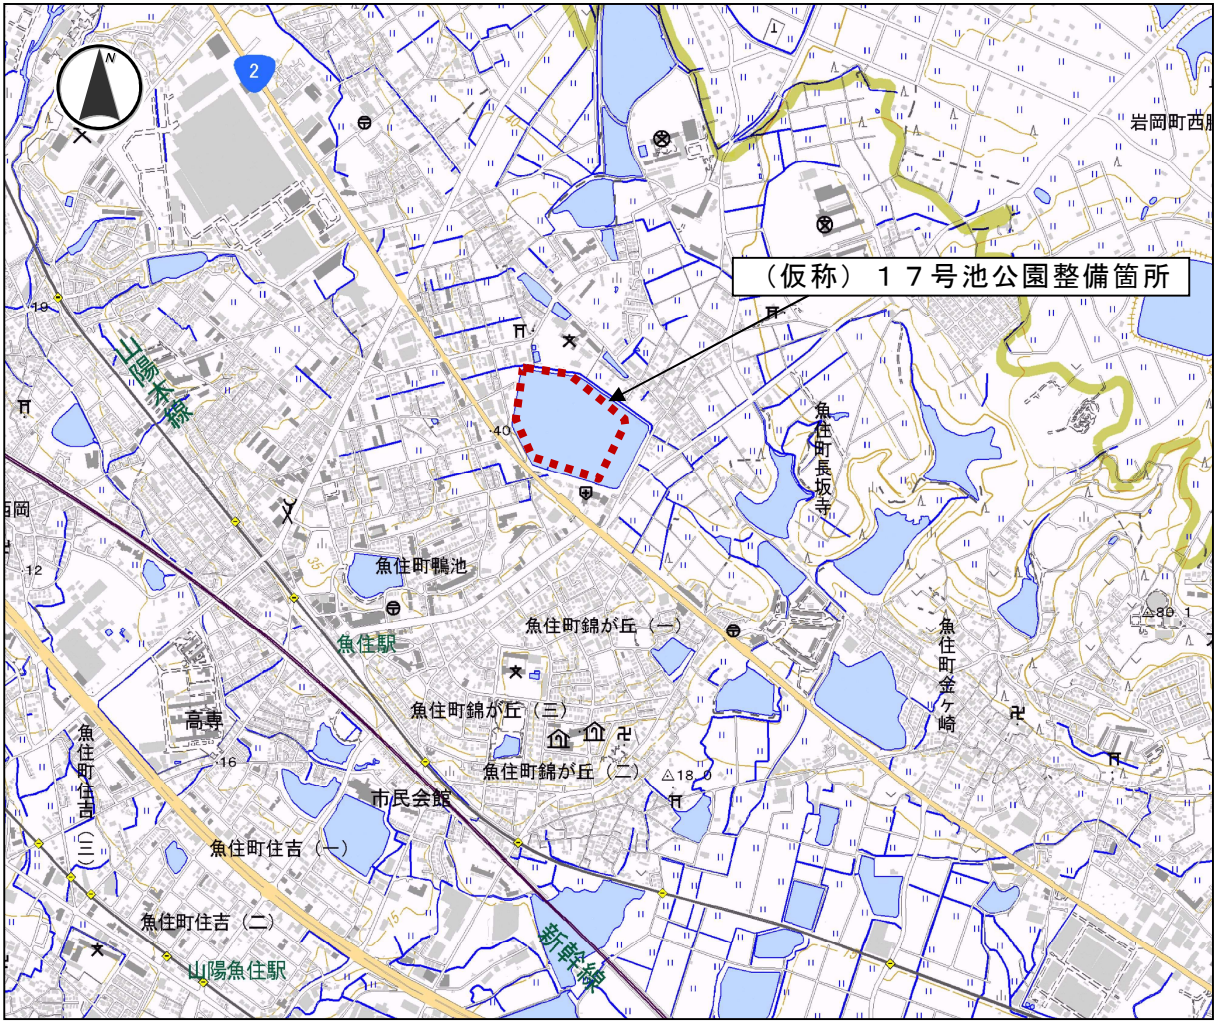 N
2
岩岡町西
（仮称）１７号池公園整備箇所
19
山陽本線
40
魚住町長坂寺
西岡
12
35
魚住町鴨池
80.1
魚住町錦が丘（一）
魚住駅
魚住町金ヶ崎
魚住町錦が丘（三）
高専
魚住町住吉（三）
16
魚住町錦が丘（二）
18.0
市民会館
魚住町住吉（一）
15
魚住町住吉（二）
新幹線
山陽魚住駅